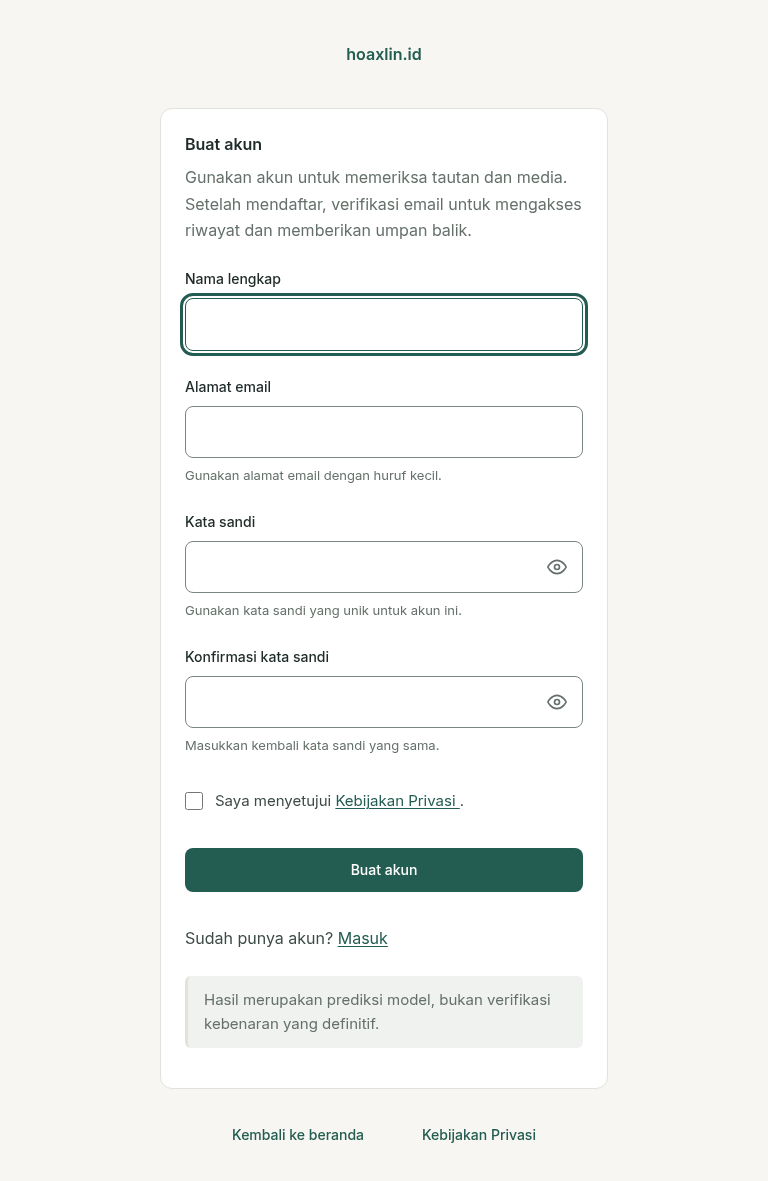 hoaxlin.id
Buat akun
Gunakan akun untuk memeriksa tautan dan media.
Setelah mendaftar, verifikasi email untuk mengakses
riwayat dan memberikan umpan balik.
Nama lengkap
Alamat email
Gunakan alamat email dengan huruf kecil.
Kata sandi
Gunakan kata sandi yang unik untuk akun ini.
Konfirmasi kata sandi
Masukkan kembali kata sandi yang sama.
Saya menyetujui Kebijakan Privasi .
Buat akun
Sudah punya akun? Masuk
Hasil merupakan prediksi model, bukan verifikasi
kebenaran yang definitif.
Kembali ke beranda Kebijakan Privasi